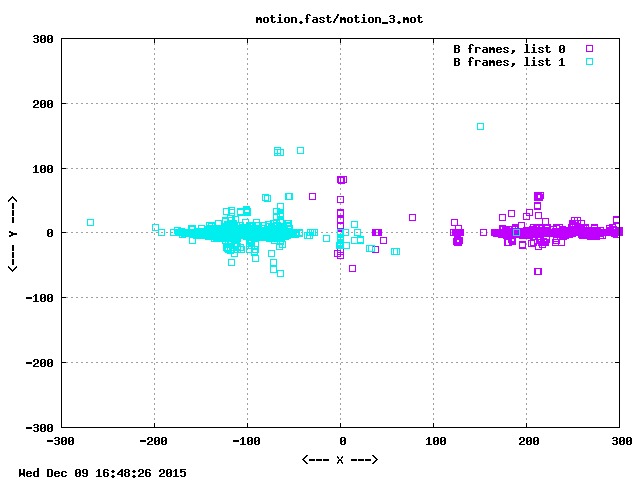 motion.fast/motion_3.mot
B frames, list 0
B frames, list 1
300
200
100
0
-100
-200
-300
<--- Y --->
-300 -200 -100 0 100 200 300
<--- X --->
Wed Dec 09 16:48:26 2015